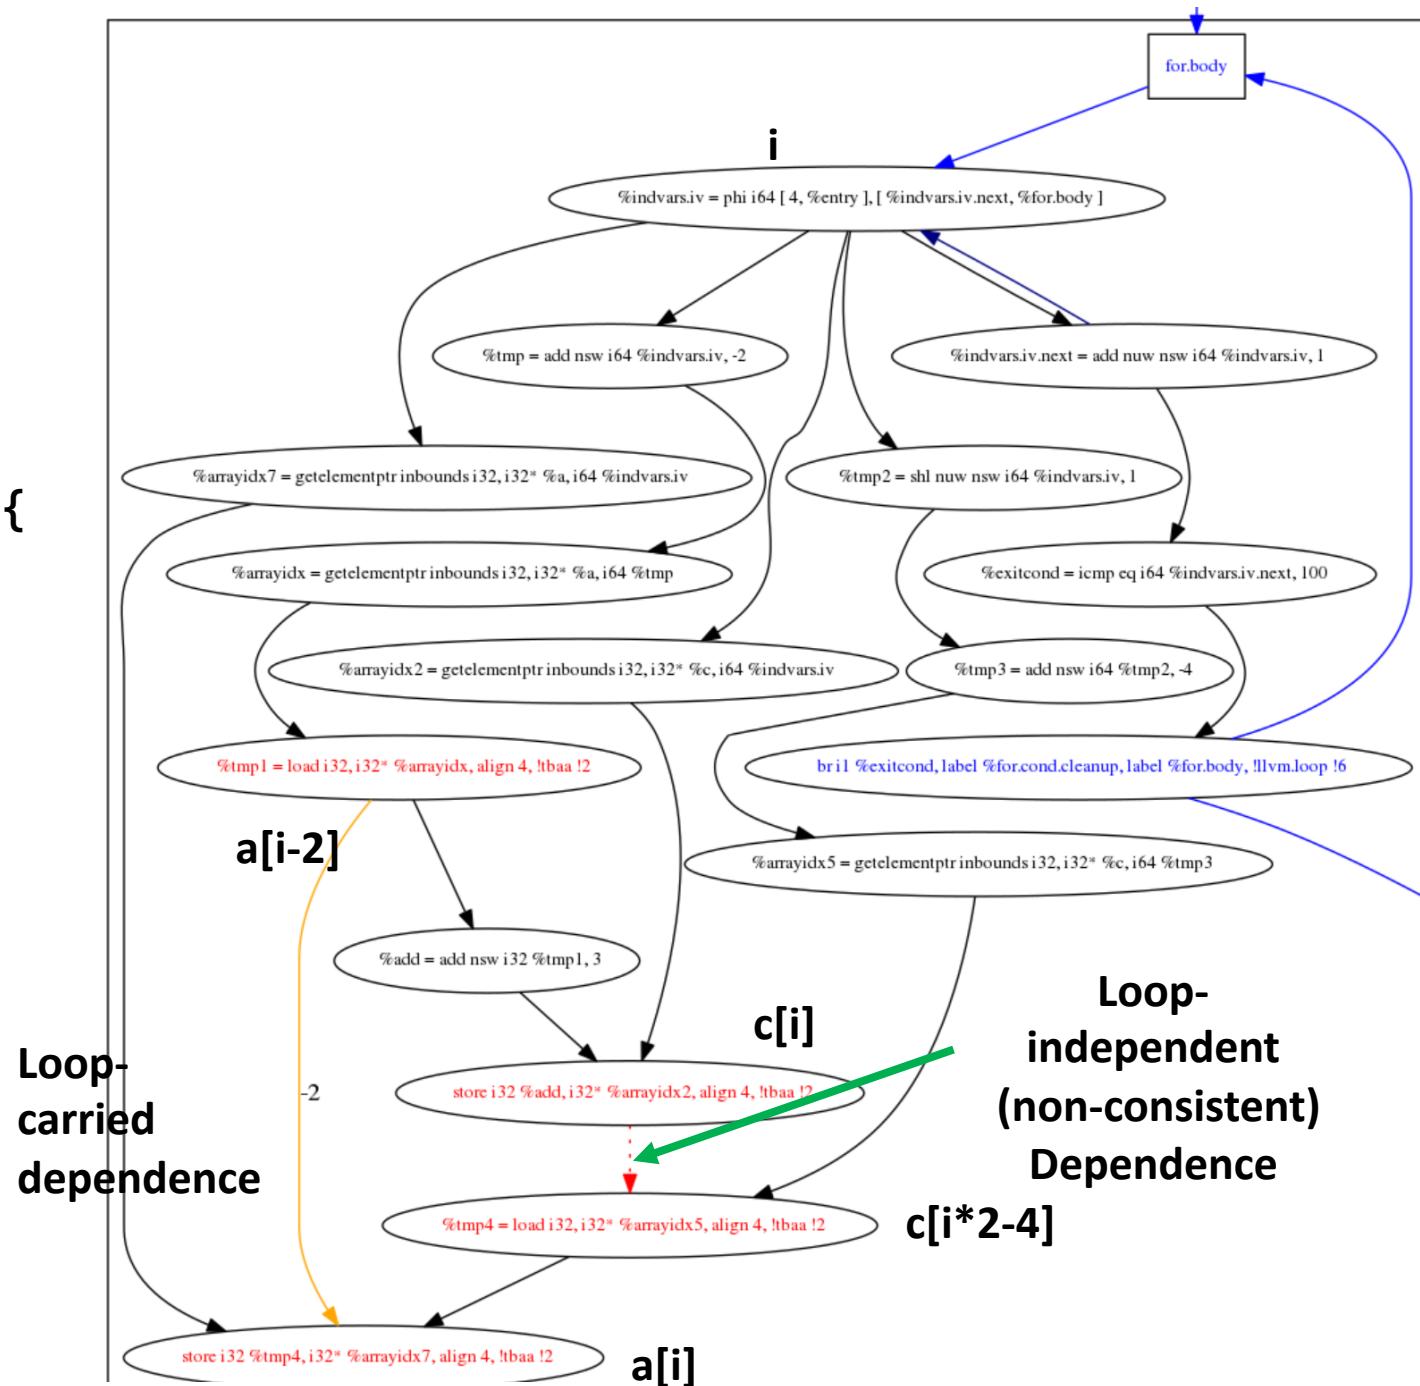 for.body
i
%indvars.iv = phi i64 [ 4, %entry ], [ %indvars.iv.next, %for.body ]
%tmp = add nsw i64 %indvars.iv, -2
%indvars.iv.next = add nuw nsw i64 %indvars.iv, 1
%arrayidx7 = getelementptr inbounds i32, i32* %a, i64 %indvars.iv
%tmp2 = shl nuw nsw i64 %indvars.iv, 1
{
%arrayidx = getelementptr inbounds i32, i32* %a, i64 %tmp
%exitcond = icmp eq i64 %indvars.iv.next, 100
%arrayidx2 = getelementptr inbounds i32, i32* %c, i64 %indvars.iv
%tmp3 = add nsw i64 %tmp2, -4
%tmp1 = load i32, i32* %arrayidx, align 4, !tbaa !2
br i1 %exitcond, label %for.cond.cleanup, label %for.body, !llvm.loop !6
a[i-2]
%arrayidx5 = getelementptr inbounds i32, i32* %c, i64 %tmp3
%add = add nsw i32 %tmp1, 3
c[i]
Loop-
independent
(non-consistent)
Dependence
Loop-
carried
dependence
-2
store i32 %add, i32* %arrayidx2, align 4, !tbaa !2
%tmp4 = load i32, i32* %arrayidx5, align 4, !tbaa !2
c[i*2-4]
store i32 %tmp4, i32* %arrayidx7, align 4, !tbaa !2
a[i]